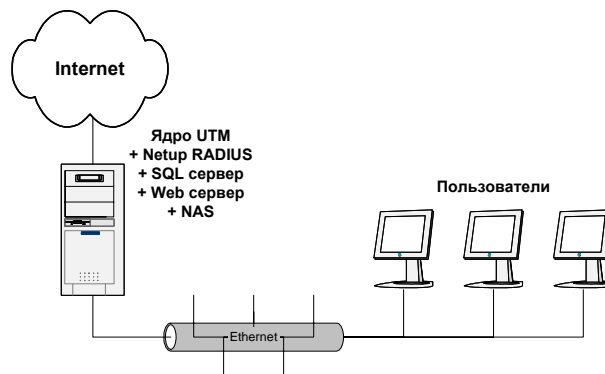 Internet
Ядро UTM
+ Netup RADIUS
+ SQL сервер
+ Web сервер
+ NAS
Пользователи
Ethernet